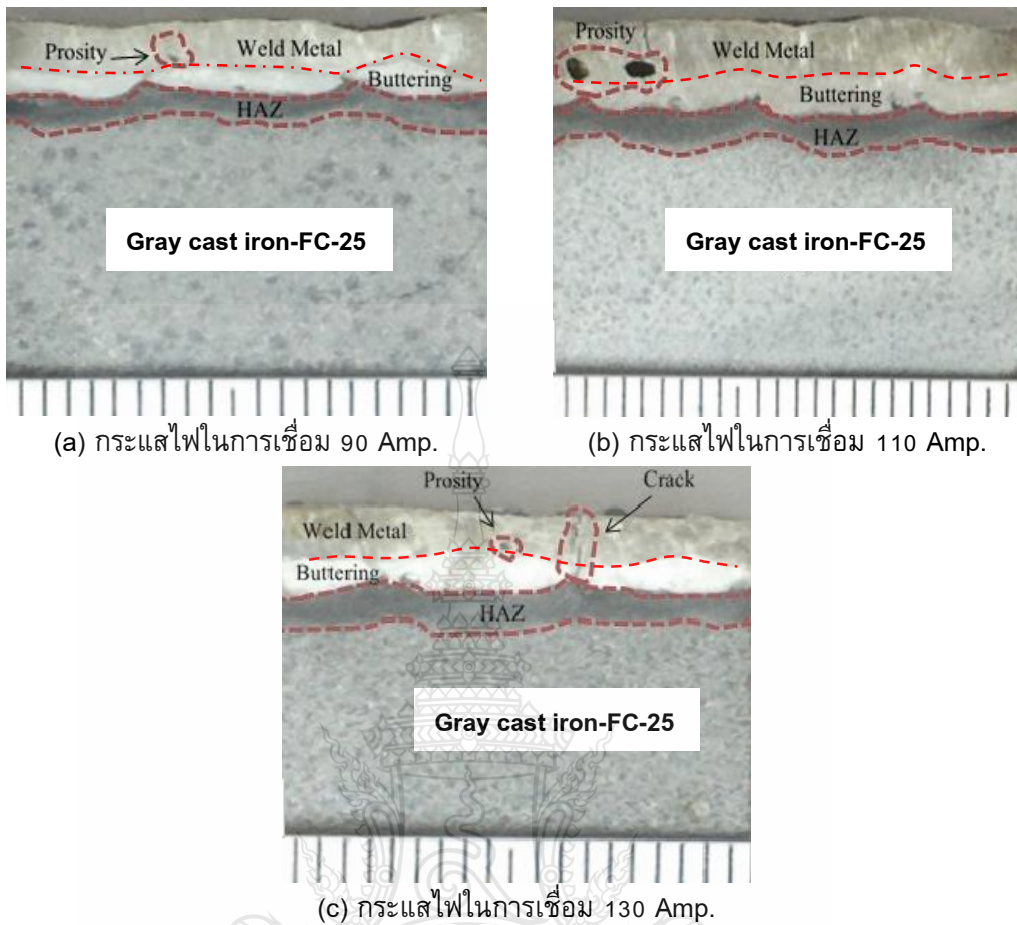 Prosity
Weld Metal
Buttering
HAZ
Gray cast iron-FC-25
(a) กระแสไฟในการเชื่อม 90 Amp.
Prosity
Weld Metal
Buttering
HAZ
Gray cast iron-FC-25
(b) กระแสไฟในการเชื่อม 110 Amp.
Prosity
Crack
Weld Metal
Buttering
HAZ
Gray cast iron-FC-25
(c) กระแสไฟในการเชื่อม 130 Amp.